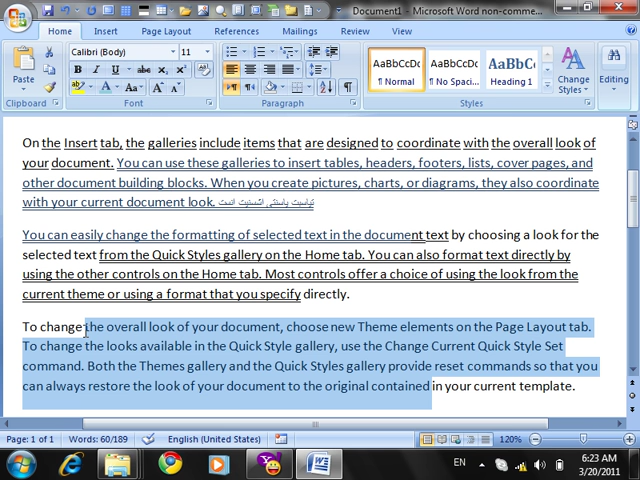 Document1 - Microsoft Word non-comme...
Home Insert Page Layout References Mailings Review View
Paste
Calibri (Body) 11
B I U abe x₂ x² Aa A A
AaBbCcDc AaBbCcDc AaBbCc
¶ Normal ¶ No Spaci... Heading 1
Change Styles
Editing
Clipboard Font Paragraph Styles
On the Insert tab, the galleries include items that are designed to coordinate with the overall look of
your document. You can use these galleries to insert tables, headers, footers, lists, cover pages, and
other document building blocks. When you create pictures, charts, or diagrams, they also coordinate
with your current document look.
You can easily change the formatting of selected text in the document text by choosing a look for the
selected text from the Quick Styles gallery on the Home tab. You can also format text directly by
using the other controls on the Home tab. Most controls offer a choice of using the look from the
current theme or using a format that you specify directly.
To change the overall look of your document, choose new Theme elements on the Page Layout tab.
To change the looks available in the Quick Style gallery, use the Change Current Quick Style Set
command. Both the Themes gallery and the Quick Styles gallery provide reset commands so that you
can always restore the look of your document to the original contained in your current template.
Page: 1 of 1 Words: 60/189 English (United States) 120%
EN 6:23 AM
3/20/2011